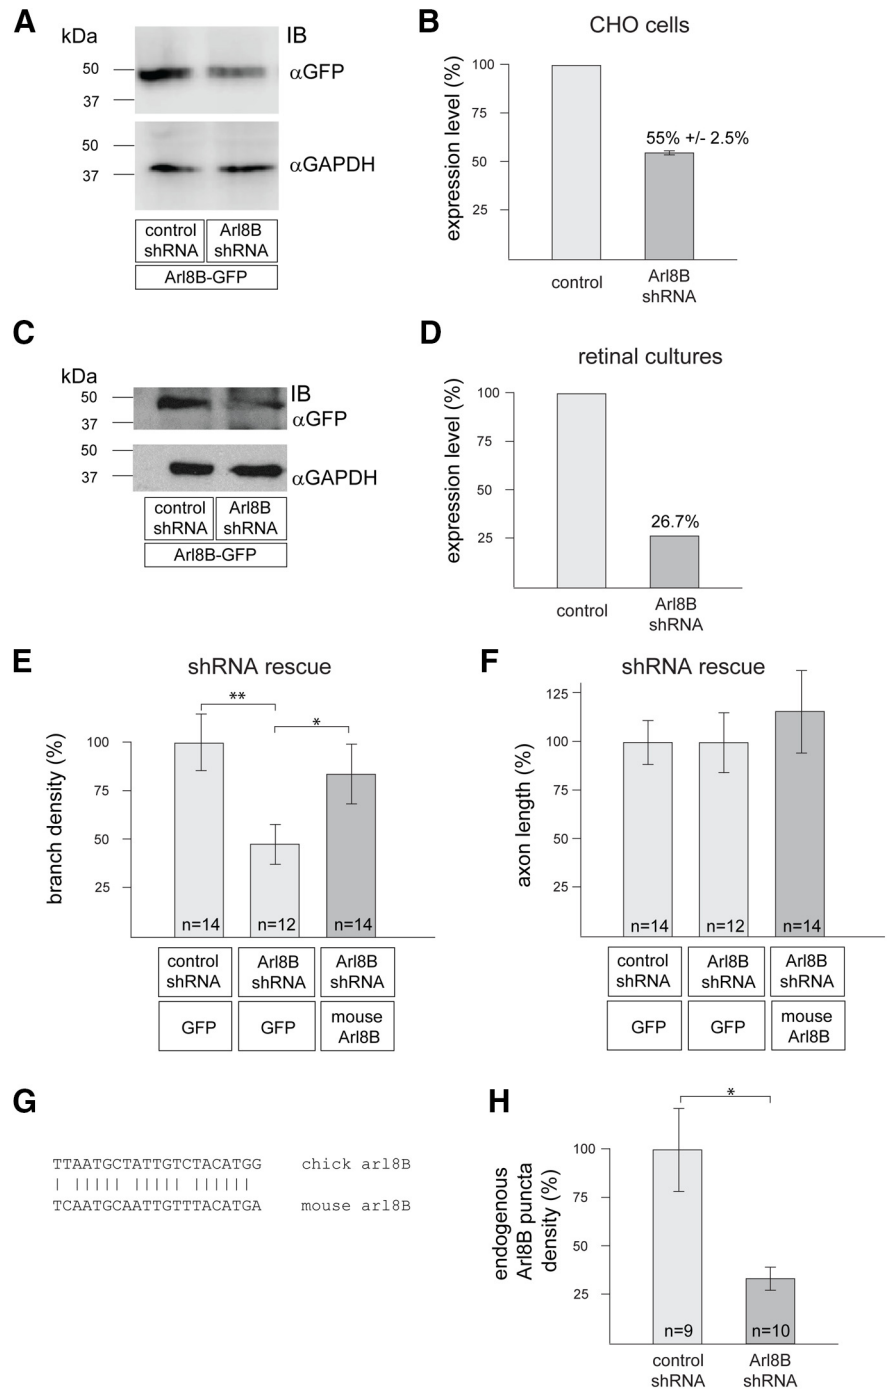 A
kDa
IB
50
αGFP
37
50
αGAPDH
37
control shRNA
Arl8B shRNA
Arl8B-GFP
B
CHO cells
expression level (%)
100
75
50
25
55% +/- 2.5%
control
Arl8B
shRNA
C
kDa
IB
50
αGFP
37
50
αGAPDH
37
control shRNA
Arl8B shRNA
Arl8B-GFP
D
retinal cultures
expression level (%)
100
75
50
25
26.7%
control
Arl8B
shRNA
E
shRNA rescue
**
*
branch density (%)
100
75
50
25
n=14
n=12
n=14
control shRNA
Arl8B shRNA
Arl8B shRNA
GFP
GFP
mouse Arl8B
F
shRNA rescue
axon length (%)
125
100
75
50
25
n=14
n=12
n=14
control shRNA
Arl8B shRNA
Arl8B shRNA
GFP
GFP
mouse Arl8B
G
TTAATGCTATTGTCTACATGG chick arl8B
| ||||| ||||| ||||||
TCAATGCAATTGTTTACATGA mouse arl8B
H
*
endogenous
Arl8B puncta
density (%)
100
75
50
25
n=9
n=10
control
shRNA
Arl8B
shRNA